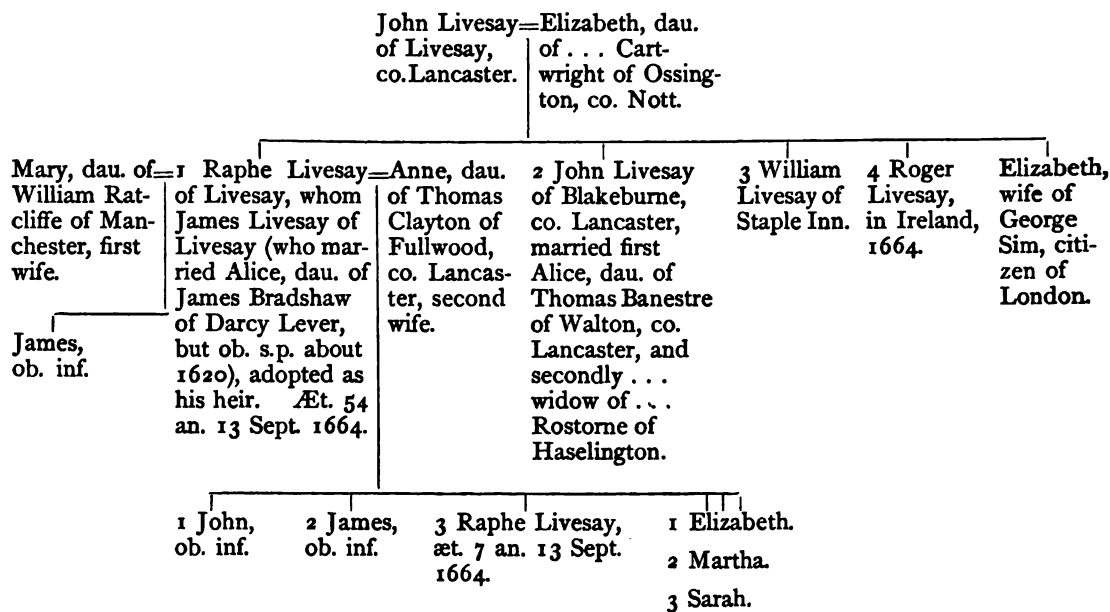 John Livesay=Elizabeth, dau.
of Livesay, of . . . Cart-
co.Lancaster. wright of Ossing-
ton, co. Nott.
Mary, dau. of=
William Rat-
cliffe of Man-
chester, first
wife.
1 Raphe Livesay=
of Livesay, whom
James Livesay of
Livesay (who mar-
ried Alice, dau. of
James Bradshaw
of Darcy Lever,
but ob. s.p. about
1620), adopted as
his heir. Æt. 54
an. 13 Sept. 1664.
Anne, dau.
of Thomas
Clayton of
Fullwood,
co. Lancas-
ter, second
wife.
2 John Livesay
of Blakeburne,
co. Lancaster,
married first
Alice, dau. of
Thomas Banestre
of Walton, co.
Lancaster, and
secondly . . .
widow of . . .
Rostorne of
Haselington.
3 William
Livesay of
Staple Inn.
4 Roger
Livesay,
in Ireland,
1664.
Elizabeth,
wife of
George
Sim, citi-
zen of
London.
James,
ob. inf.
1 John,
ob. inf.
2 James,
ob. inf.
3 Raphe Livesay,
æt. 7 an. 13 Sept.
1664.
1 Elizabeth.
2 Martha.
3 Sarah.